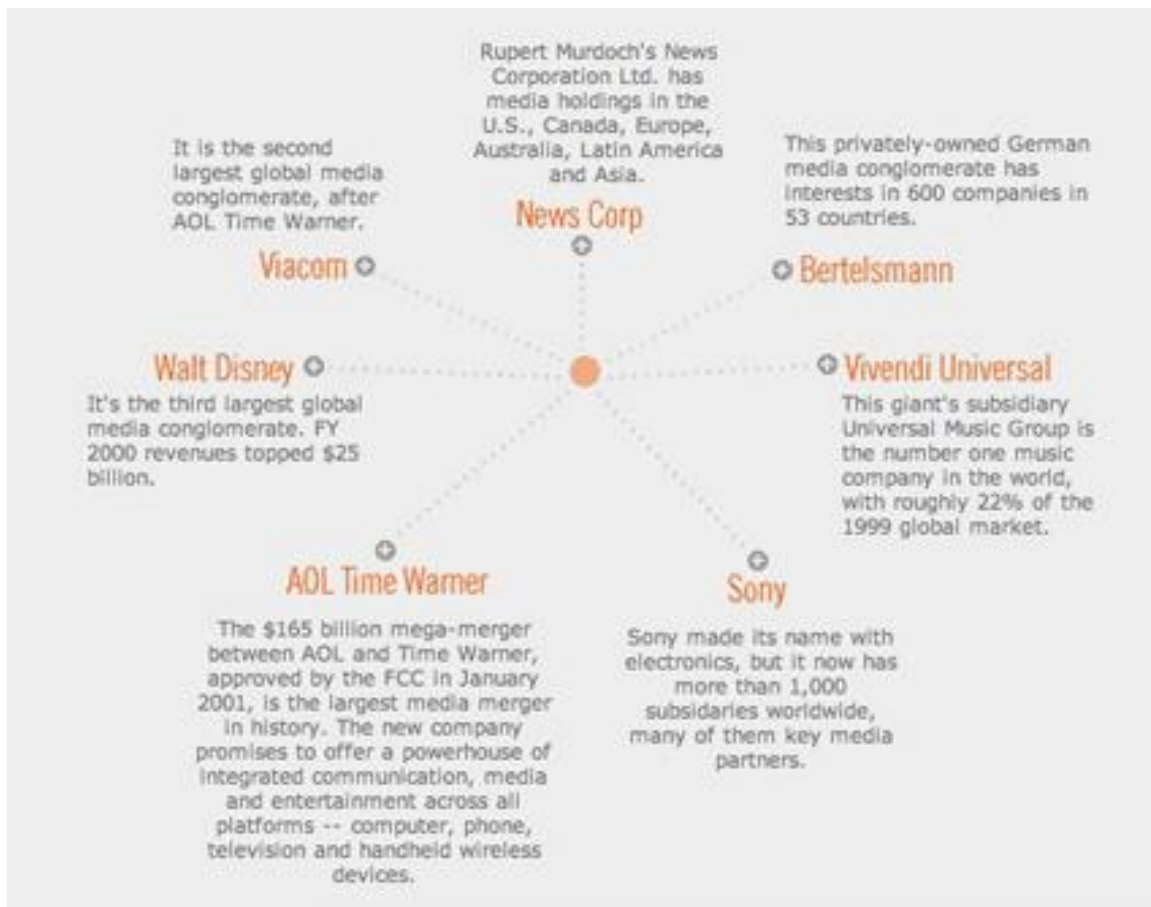 Rupert Murdoch's News
Corporation Ltd. has
media holdings in the
U.S., Canada, Europe,
Australia, Latin America
and Asia.
News Corp
It is the second
largest global media
conglomerate, after
AOL Time Warner.
Viacom
This privately-owned German
media conglomerate has
interests in 600 companies in
53 countries.
Bertelsmann
Walt Disney
It's the third largest global
media conglomerate. FY
2000 revenues topped $25
billion.
Vivendi Universal
This giant's subsidiary
Universal Music Group is
the number one music
company in the world,
with roughly 22% of the
1999 global market.
AOL Time Warner
The $165 billion mega-merger
between AOL and Time Warner,
approved by the FCC in January
2001, is the largest media merger
in history. The new company
promises to offer a powerhouse of
integrated communication, media
and entertainment across all
platforms -- computer, phone,
television and handheld wireless
devices.
Sony
Sony made its name with
electronics, but it now has
more than 1,000
subsidaries worldwide,
many of them key media
partners.